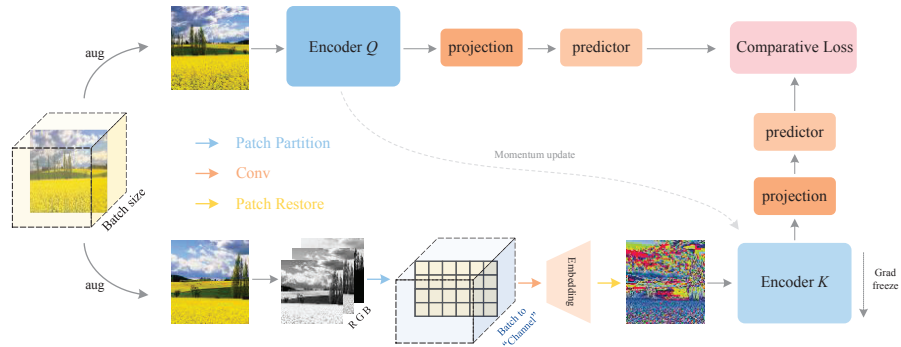 aug
Encoder Q
projection
predictor
Comparative Loss
Patch Partition
Conv
Patch Restore
Momentum update
predictor
projection
Batch size
aug
R G B
Batch to
"Channel"
Embedding
Encoder K
Grad
freeze